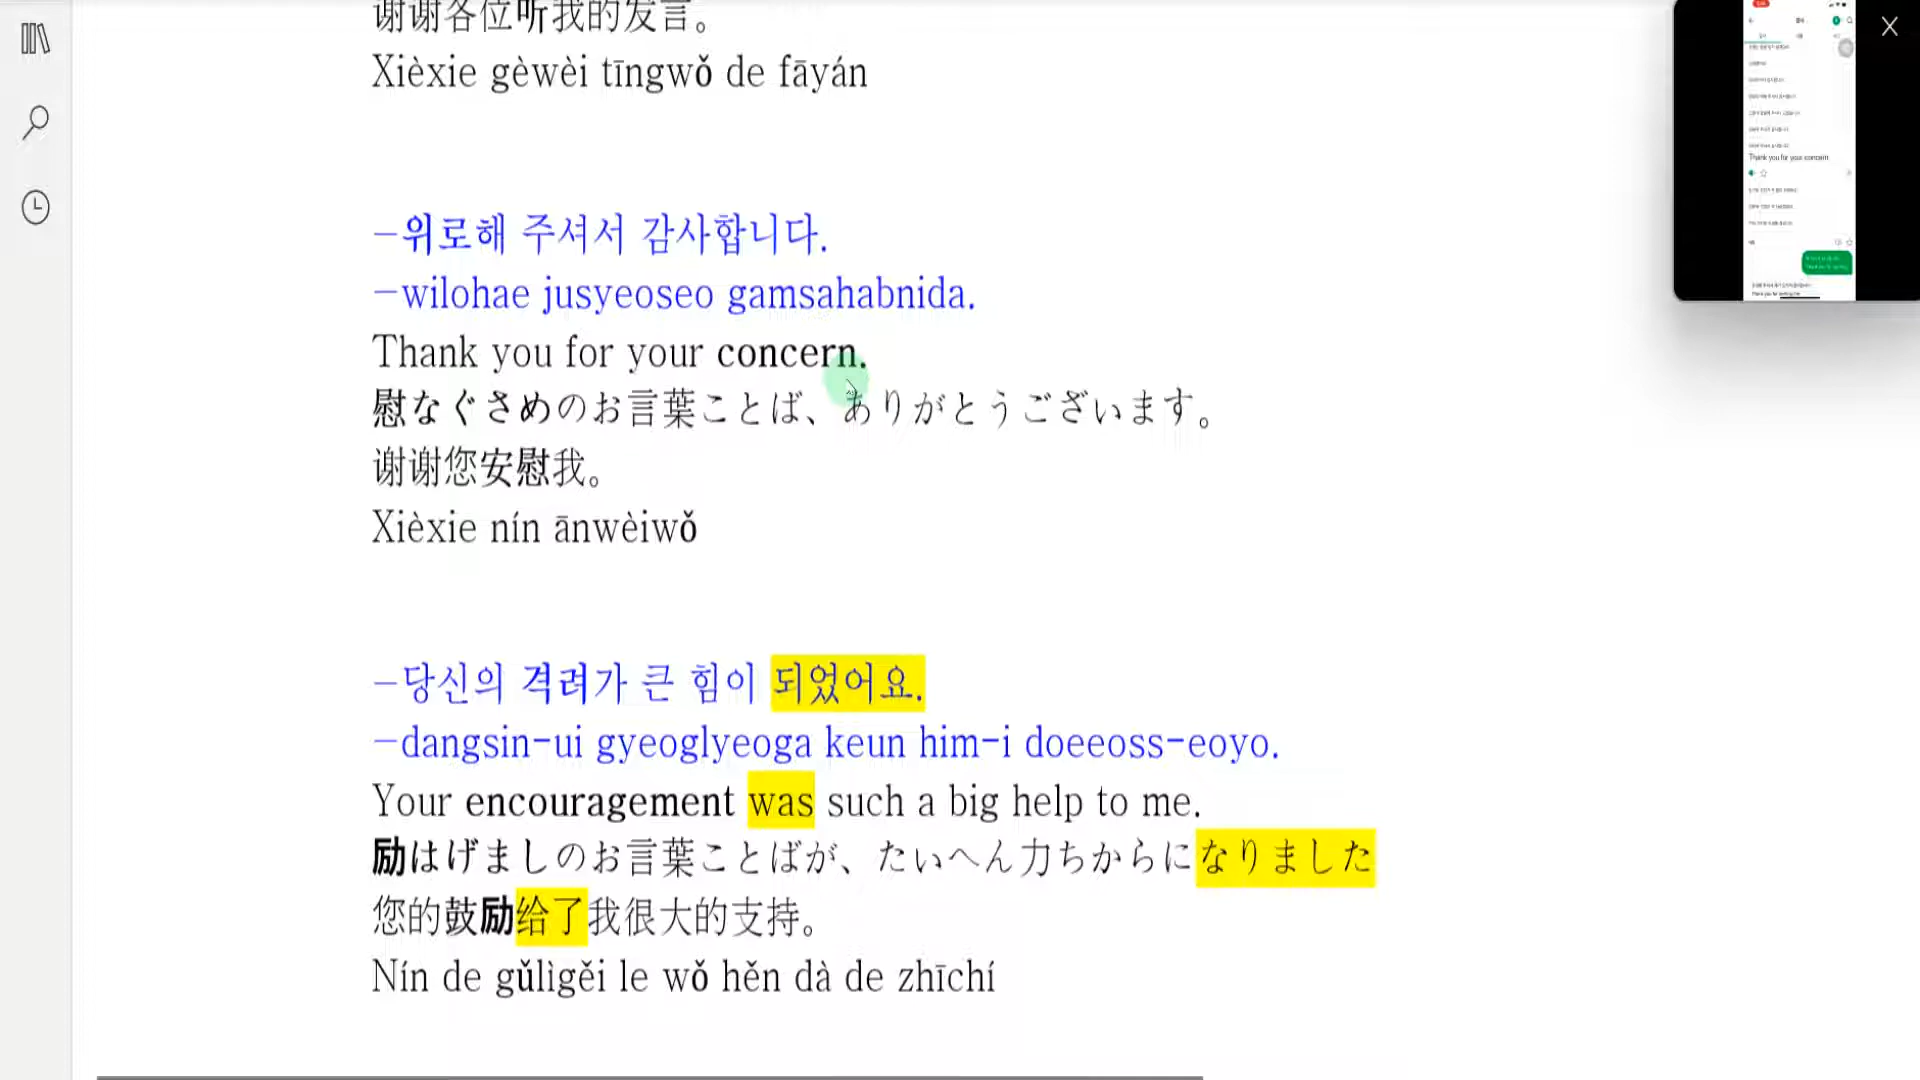 谢谢各位听我的发言。
Xièxie gèwèi tīngwǒ de fāyán
–위로해 주셔서 감사합니다.
–wilohae jusyeoseo gamsahabnida.
Thank you for your concern.
慰なぐさめのお言葉ことば、ありがとうございます。
谢谢您安慰我。
Xièxie nín ānwèiwǒ
–당신의 격려가 큰 힘이 되었어요.
–dangsin-ui gyeoglyeoga keun him-i doeeoss-eoyo.
Your encouragement was such a big help to me.
励はげましのお言葉ことばが、たいへん力ちからになりました
您的鼓励给了我很大的支持。
Nín de gǔlìgěi le wǒ hěn dà de zhīchí
Thank you for your concern